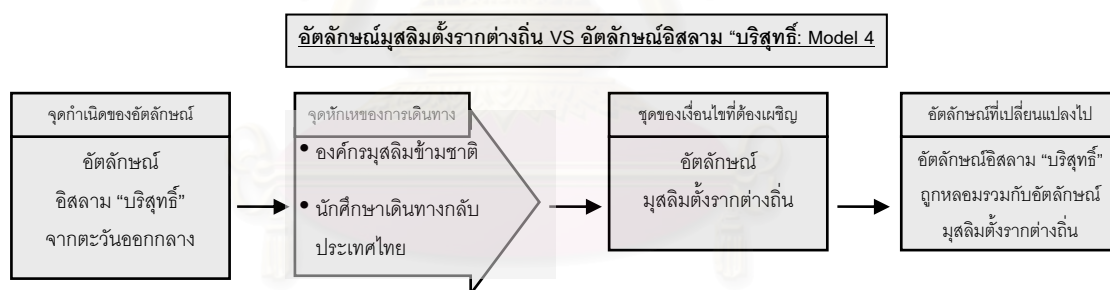 อัตลักษณ์มุสลิมตั้งรากต่างถิ่น VS อัตลักษณ์อิสลาม “บริสุทธิ์: Model 4
จุดกำเนิดของอัตลักษณ์
อัตลักษณ์
อิสลาม “บริสุทธิ์”
จากตะวันออกกลาง
จุดหักเหของการเดินทาง
• องค์กรมุสลิมข้ามชาติ
• นักศึกษาเดินทางกลับ
ประเทศไทย
ชุดของเงื่อนไขที่ต้องเผชิญ
อัตลักษณ์
มุสลิมตั้งรากต่างถิ่น
อัตลักษณ์ที่เปลี่ยนแปลงไป
อัตลักษณ์อิสลาม “บริสุทธิ์”
ถูกหลอมรวมกับอัตลักษณ์
มุสลิมตั้งรากต่างถิ่น